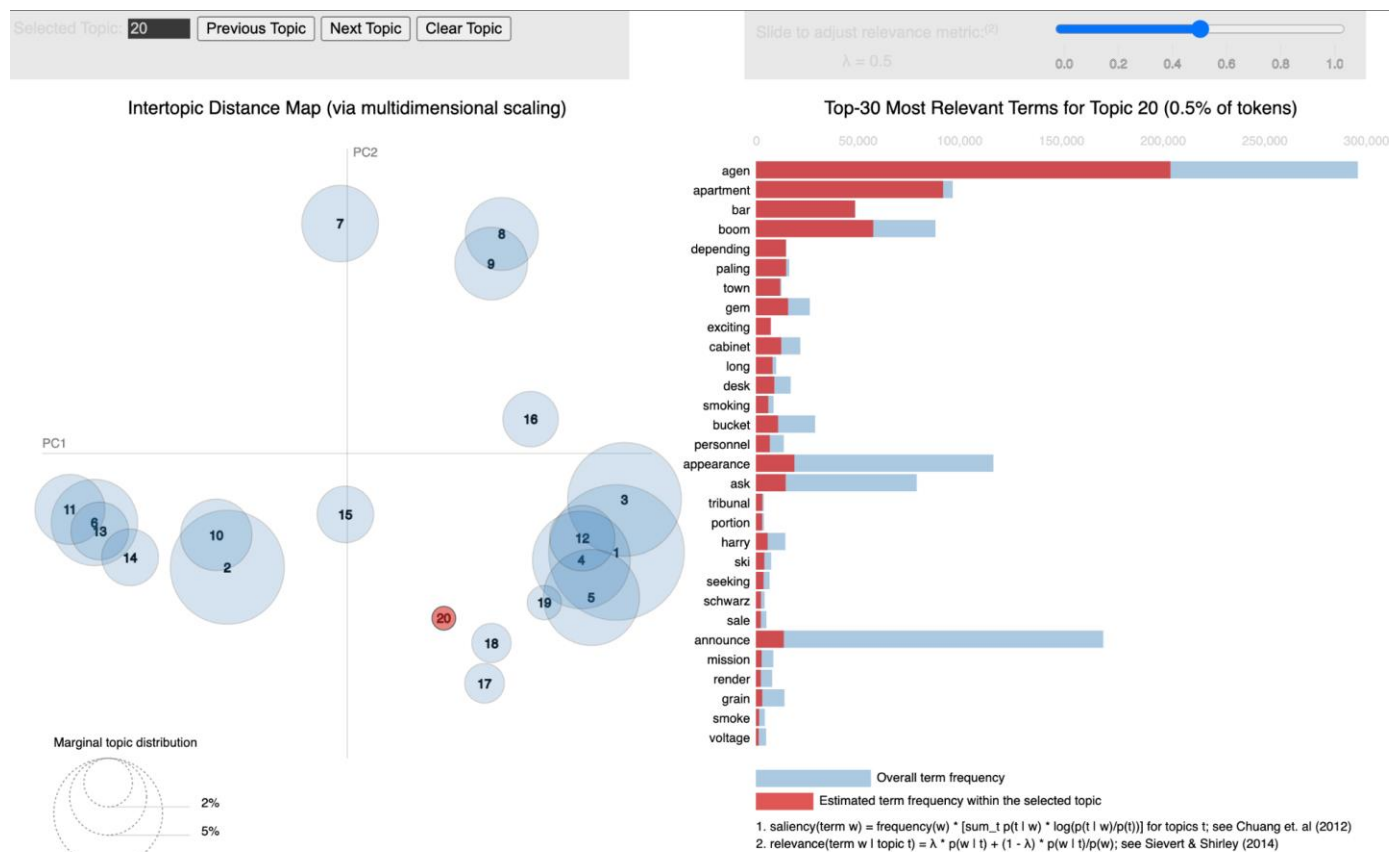 Selected Topic: 20 Previous Topic Next Topic Clear Topic
Slide to adjust relevance metric:(2)
λ = 0.5
0.0 0.2 0.4 0.6 0.8 1.0
Intertopic Distance Map (via multidimensional scaling)
PC2
PC1
7
8
9
16
3
11
6
13
15
10
12
14
2
4
1
5
19
20
18
17
Marginal topic distribution
2%
5%
Top-30 Most Relevant Terms for Topic 20 (0.5% of tokens)
0 50,000 100,000 150,000 200,000 250,000 300,000
agen
apartment
bar
boom
depending
paling
town
gem
exciting
cabinet
long
desk
smoking
bucket
personnel
appearance
ask
tribunal
portion
harry
ski
seeking
schwarz
sale
announce
mission
render
grain
smoke
voltage
Overall term frequency
Estimated term frequency within the selected topic
1. saliency(term w) = frequency(w) * [sum_t p(t | w) * log(p(t | w)/p(t))] for topics t; see Chuang et. al (2012)
2. relevance(term w | topic t) = λ * p(w | t) + (1 - λ) * p(w | t)/p(w); see Sievert & Shirley (2014)